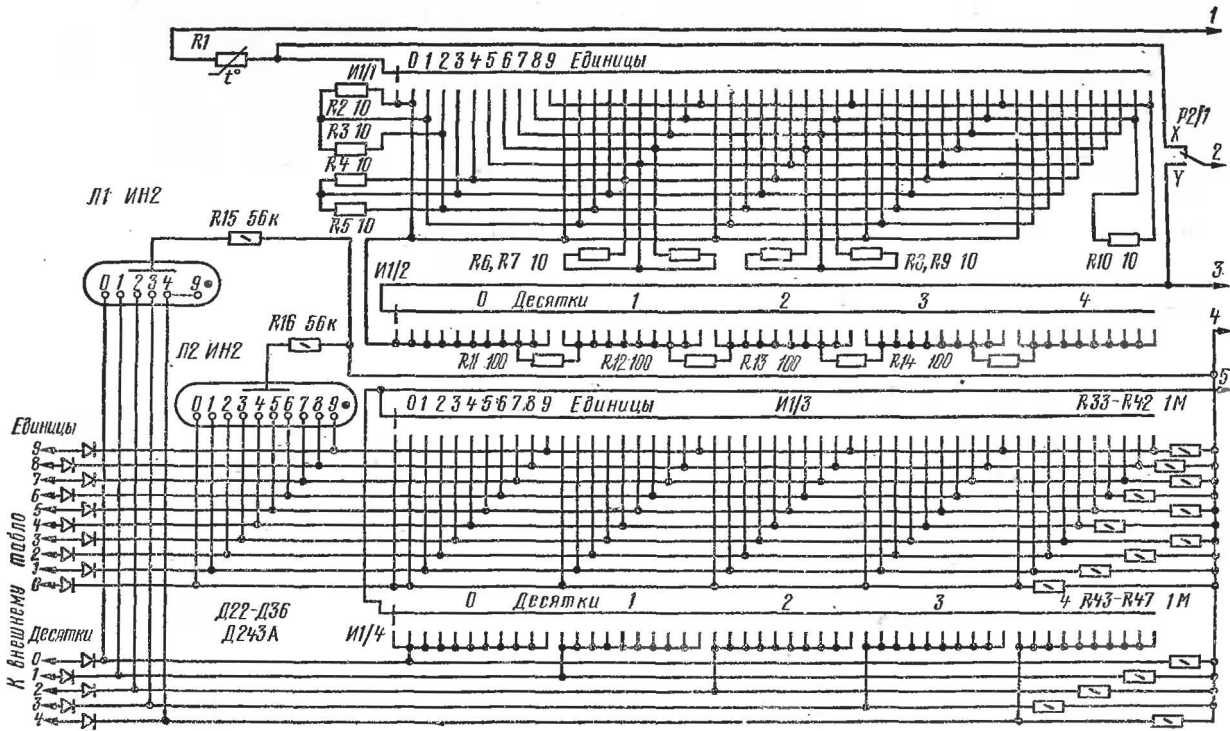 1
R1
t°
И1/1
0 1 2 3 4 5 6 7 8 9 Единицы
R2 10
R3 10
R4 10
R5 10
P2/1
X
2
Y
Л1 ИН2
R15 56к
R6, R7 10
R8, R9 10
R10 10
И1/2
3
0 1 2 3 4 9
0 Десятки 1 2 3 4
4
R16 56к
Л2 ИН2
R11 100 R12 100 R13 100 R14 100
5
0 1 2 3 4 5 6 7 8 9
0 1 2 3 4 5 6 7 8 9 Единицы И1/3 R33-R42 1М
Единицы
9
8
7
6
5
4
3
2
1
0
К внешнему табло
0 Десятки 1 2 3 4 R43-R47 1М
Д22-Д36
Д243А
И1/4
Десятки
0
1
2
3
4